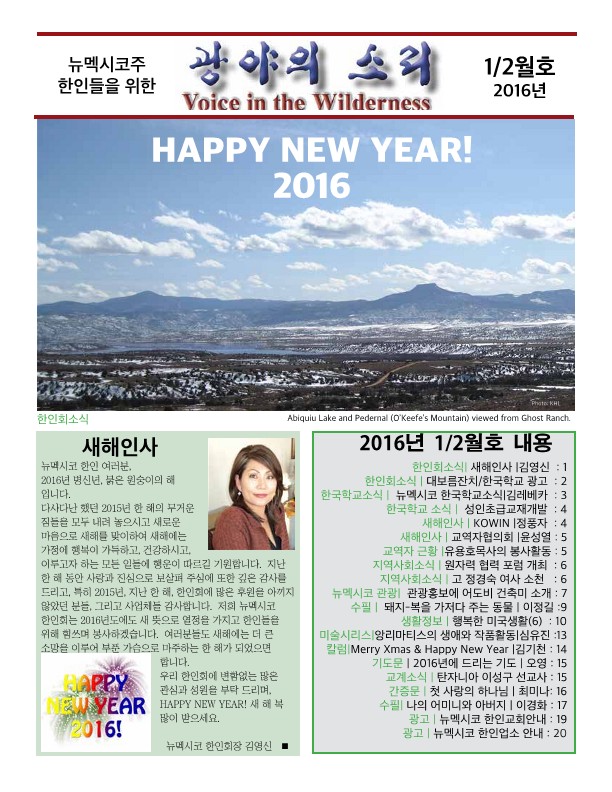 뉴멕시코주
한인들을 위한
광야의 소리
Voice in the Wilderness
1/2월호
2016년
HAPPY NEW YEAR!
2016
Photo: KHL
한인회소식
Abiquiu Lake and Pedernal (O'Keefe's Mountain) viewed from Ghost Ranch.
새해인사
뉴멕시코 한인 여러분,
2016년 병신년, 붉은 원숭이의 해
입니다.
다사다난 했던 2015년 한 해의 무거운
짐들을 모두 내려 놓으시고 새로운
마음으로 새해를 맞이하여 새해에는
가정에 행복이 가득하고, 건강하시고,
이루고자 하는 모든 일들에 행운이 따르길 기원합니다. 지난
한 해 동안 사랑과 진심으로 보살펴 주심에 또한 깊은 감사를
드리고, 특히 2015년, 지난 한 해, 한인회에 많은 후원을 아끼지
않았던 분들, 그리고 사업체들 감사합니다. 저희 뉴멕시코
한인회는 2016년도에도 새 뜻으로 열정을 가지고 한인들을
위해 힘쓰며 봉사하겠습니다. 여러분들도 새해에는 더 큰
소망을 이루어 부푼 가슴으로 마주하는 한 해가 되었으면
합니다.
우리 한인회에 변함없는 많은
관심과 성원을 부탁 드리며,
HAPPY NEW YEAR! 새 해 복
많이 받으세요.
뉴멕시코 한인회장 김영신 ■
HAPPY
NEW YEAR
2016!
2016년 1/2월호 내용
한인회소식| 새해인사 |김영신 : 1
한인회소식 | 대보름잔치/한국학교 광고 : 2
한국학교소식 | 뉴멕시코 한국학교소식|김레베카 : 3
한국학교 소식 | 성인초급교재개발 : 4
새해인사 | KOWIN |정풍자 : 4
새해인사 | 교역자협의회 |윤성열 : 5
교역자 근황 |유용호목사의 봉사활동 : 5
지역사회소식 | 원자력 협력 포럼 개최 : 6
지역사회소식 | 고 정경숙 여사 소천 : 6
뉴멕시코 관광| 관광홍보에 어도비 건축미 소개 : 7
수필 | 돼지-복을 가져다 주는 동물 | 이정길 :9
생활정보 | 행복한 미국생활(6) : 10
미술시리스|앙리마티스의 생애와 작품활동|심유진 :13
칼럼|Merry Xmas & Happy New Year |김기천 : 14
기도문 | 2016년에 드리는 기도 | 오영 : 15
교계소식 | 탄자니아 이성구 선교사 : 15
간증문 | 첫 사랑의 하나님 | 최미나: 16
수필| 나의 어머니와 아버지 | 이경화 : 17
광고 | 뉴멕시코 한인교회안내 : 19
광고 | 뉴멕시코 한인업소 안내 : 20